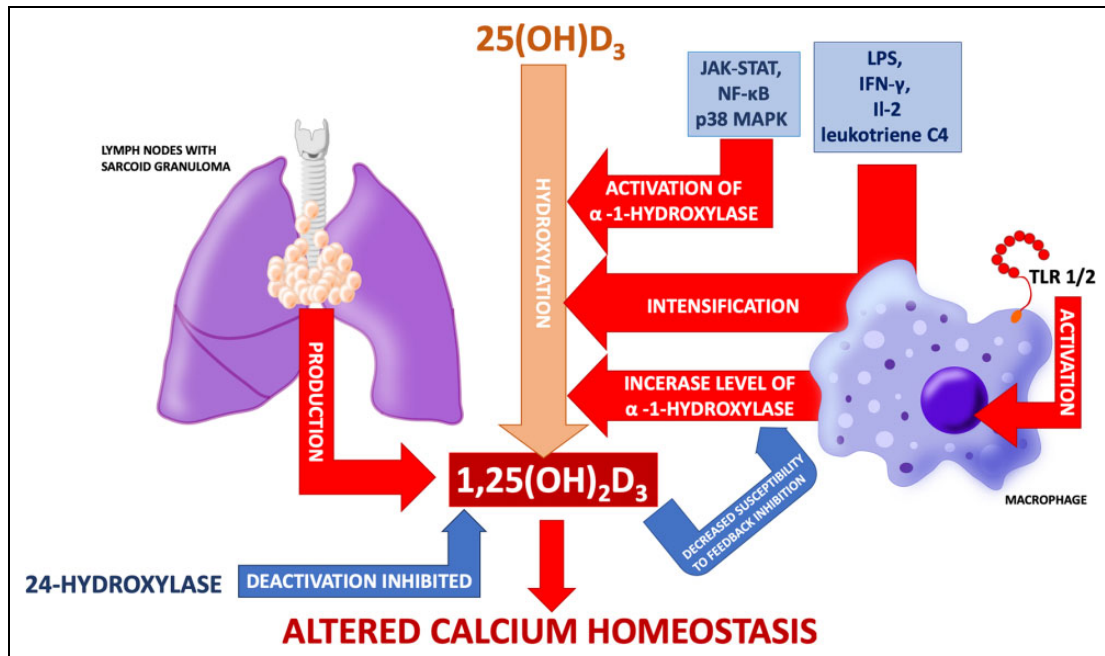 25(OH)D₃
JAK-STAT,
NF-κB
p38 MAPK
LPS,
IFN-γ,
Il-2
leukotriene C4
LYMPH NODES WITH
SARCOID GRANULOMA
HYDROXYLATION
ACTIVATION OF
α -1-HYDROXYLASE
TLR 1/2
INTENSIFICATION
ACTIVATION
PRODUCTION
INCERASE LEVEL OF
α -1-HYDROXYLASE
MACROPHAGE
1,25(OH)₂D₃
DECREASED SUSCEPTIBILITY
TO FEEDBACK INHIBITION
24-HYDROXYLASE
DEACTIVATION INHIBITED
ALTERED CALCIUM HOMEOSTASIS